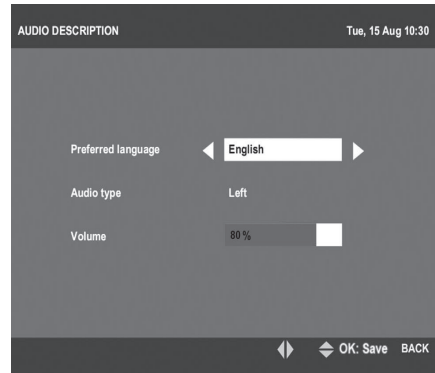 AUDIO DESCRIPTION Tue, 15 Aug 10:30
Preferred language English
Audio type Left
Volume 80 %
OK: Save BACK